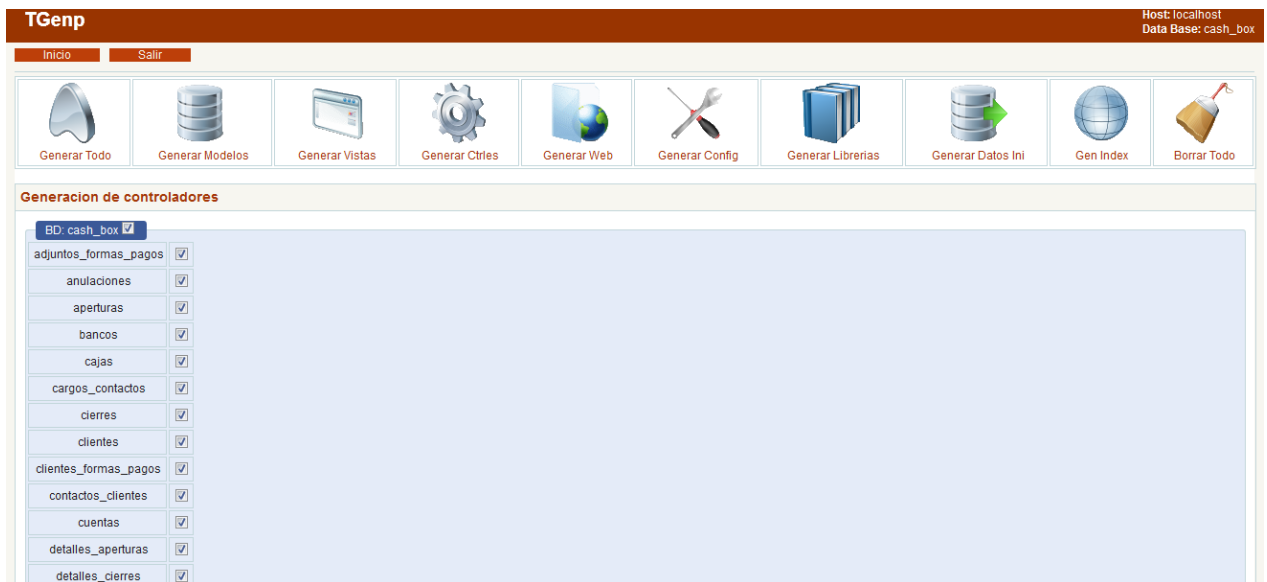 TGenp
Host: localhost
Data Base: cash_box
Inicio Salir
Generar Todo Generar Modelos Generar Vistas Generar Ctrles Generar Web Generar Config Generar Librerias Generar Datos Ini Gen Index Borrar Todo
Generacion de controladores
BD: cash_box
adjuntos_formas_pagos
anulaciones
aperturas
bancos
cajas
cargos_contactos
cierres
clientes
clientes_formas_pagos
contactos_clientes
cuentas
detalles_aperturas
detalles_cierres